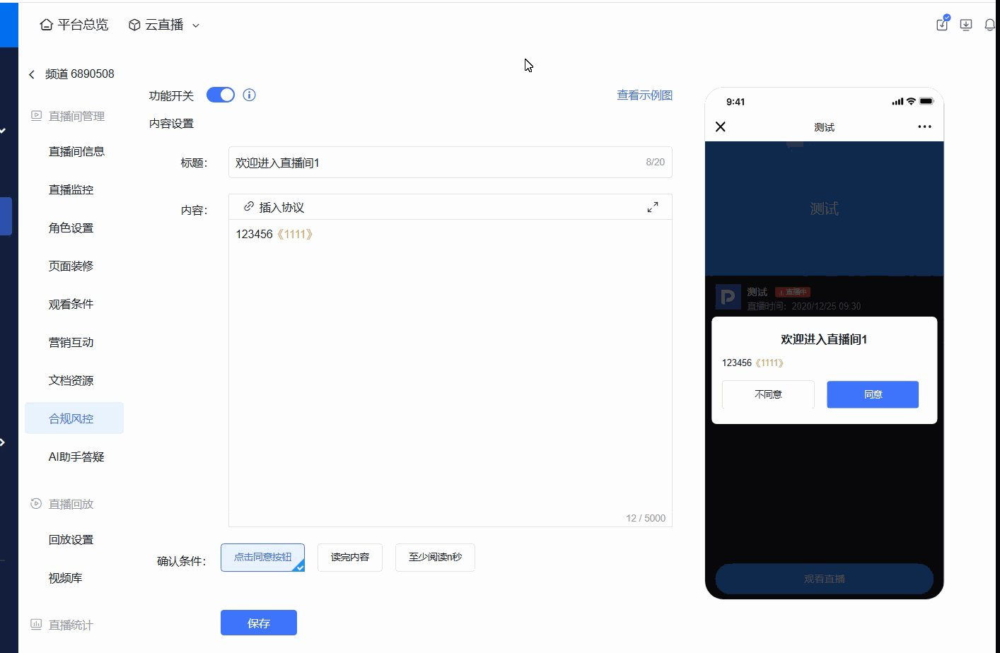 平台总览 云直播
频道 6890508
直播间管理
直播间信息
直播监控
角色设置
页面装修
观看条件
营销互动
文档资源
合规风控
AI助手答疑
直播回放
回放设置
视频库
直播统计
功能开关 查看示例图
内容设置
标题： 欢迎进入直播间1 8/20
内容： 插入协议
123456《1111》
12 / 5000
确认条件： 点击同意按钮 读完内容 至少阅读n秒
保存
9:41
测试
测试
测试 直播中
直播时间：2020/12/25 09:30
欢迎进入直播间1
123456《1111》
不同意 同意
观看直播